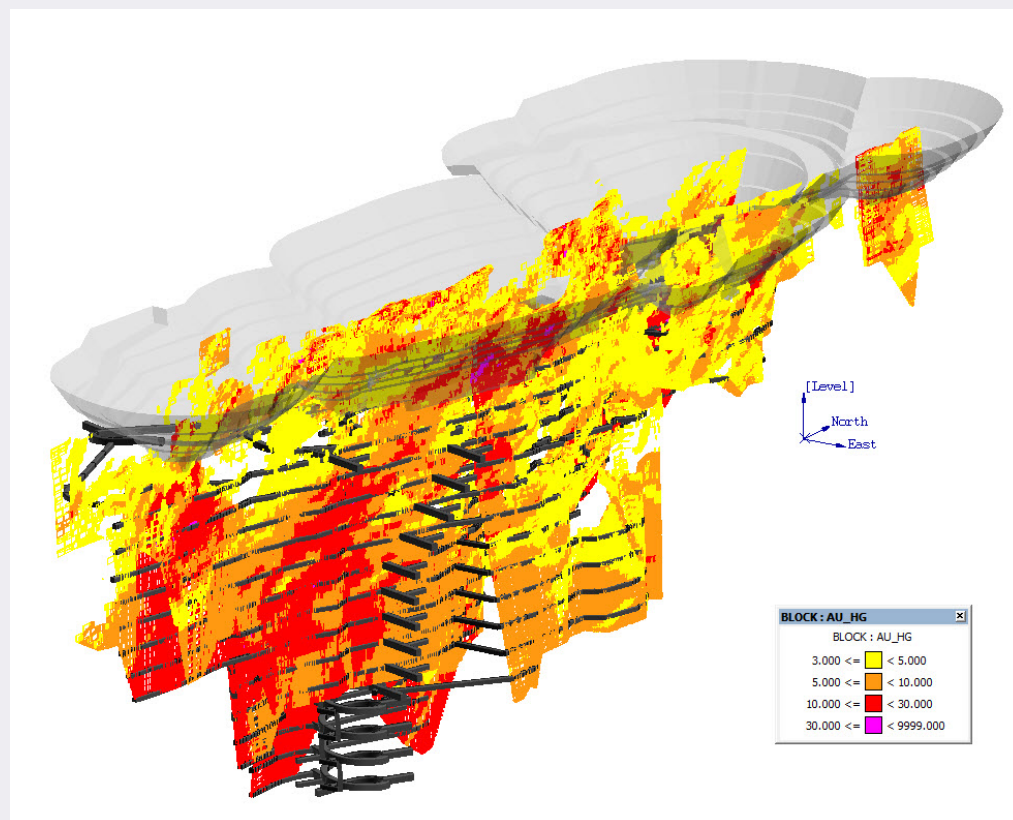 [Level]
North
East
BLOCK : AU_HG
BLOCK : AU_HG
3.000 <= < 5.000
5.000 <= < 10.000
10.000 <= < 30.000
30.000 <= < 9999.000